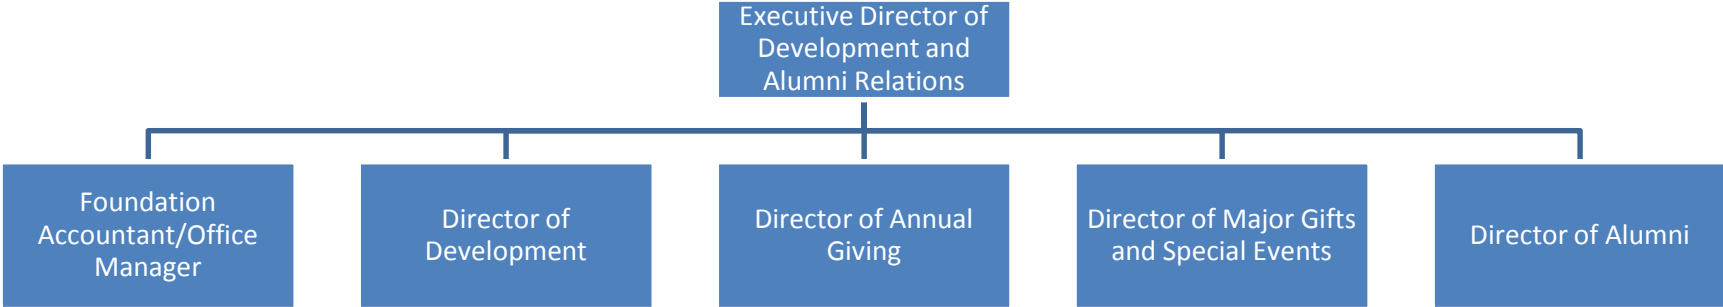 Executive Director of
Development and
Alumni Relations
Foundation
Accountant/Office
Manager
Director of
Development
Director of Annual
Giving
Director of Major Gifts
and Special Events
Director of Alumni